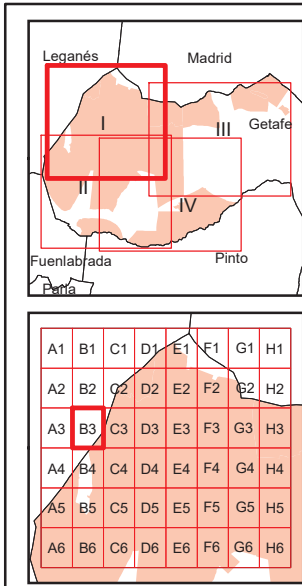 Leganés Madrid
I
III
Getafe
II
IV
Fuenlabrada Pinto
Parla
A1 B1 C1 D1 E1 F1 G1 H1
A2 B2 C2 D2 E2 F2 G2 H2
A3 B3 C3 D3 E3 F3 G3 H3
A4 B4 C4 D4 E4 F4 G4 H4
A5 B5 C5 D5 E5 F5 G5 H5
A6 B6 C6 D6 E6 F6 G6 H6